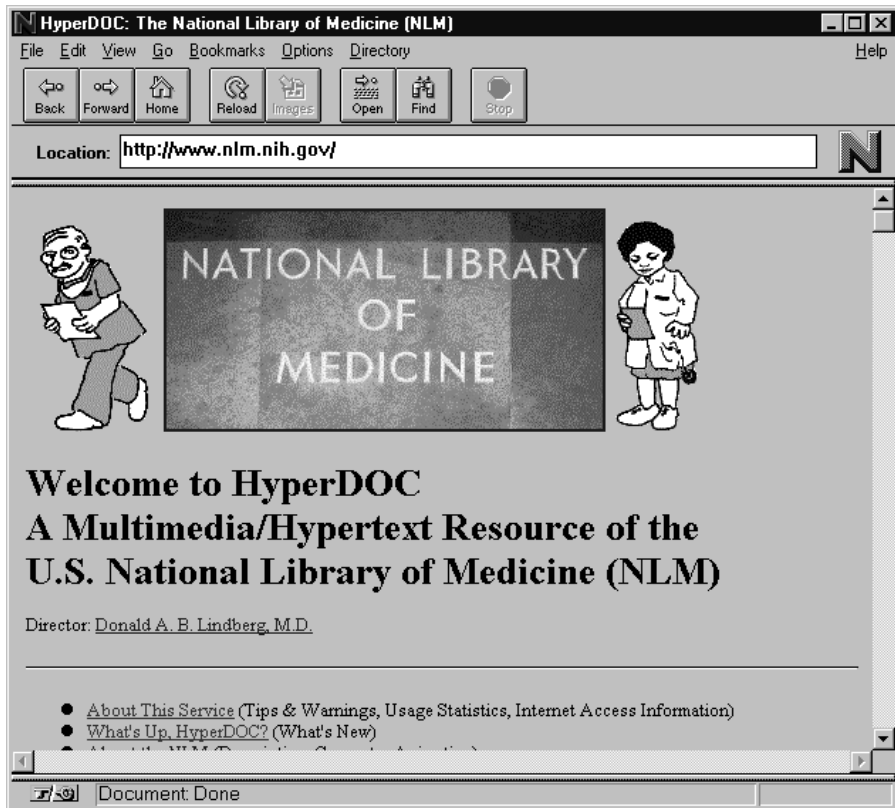 HyperDOC: The National Library of Medicine (NLM)
File Edit View Go Bookmarks Options Directory Help
Back Forward Home Reload Images Open Find Stop
Location: http://www.nlm.nih.gov/
N
NATIONAL LIBRARY
OF
MEDICINE
Welcome to HyperDOC
A Multimedia/Hypertext Resource of the
U.S. National Library of Medicine (NLM)
Director: Donald A. B. Lindberg, M.D.
About This Service (Tips & Warnings, Usage Statistics, Internet Access Information)
What's Up, HyperDOC? (What's New)
About the NLM
Document: Done